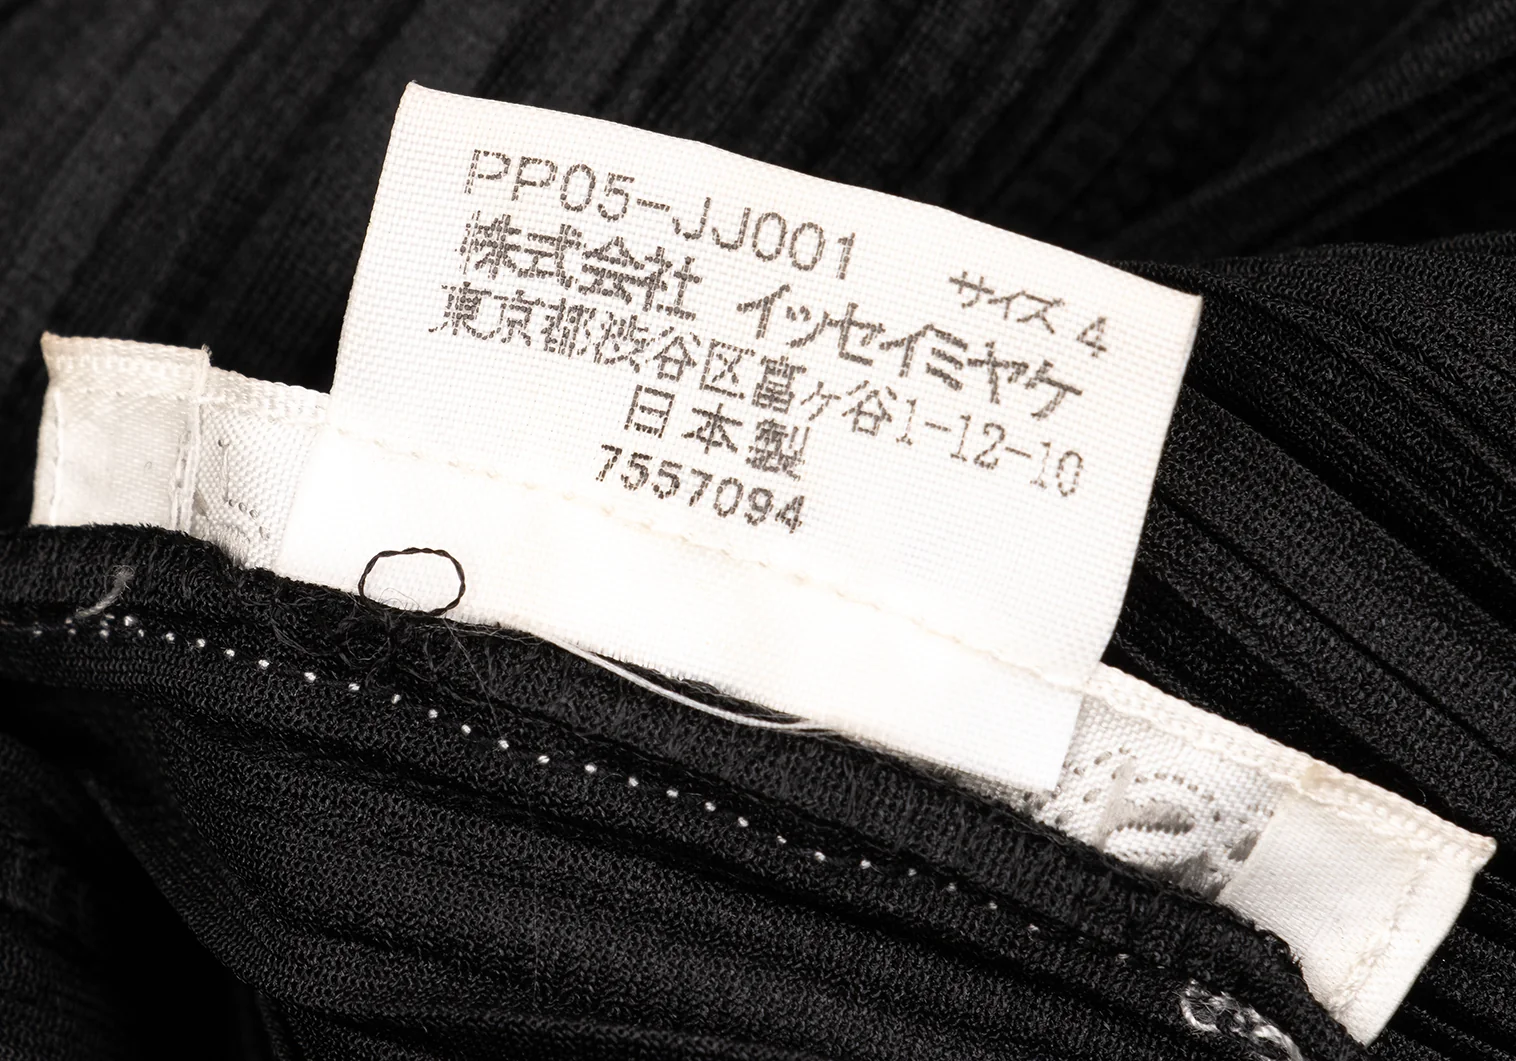 PP05-JJ001
サイズ 4
株式会社 イッセイミヤケ
東京都渋谷区富ヶ谷1-12-10
日本製
7557094